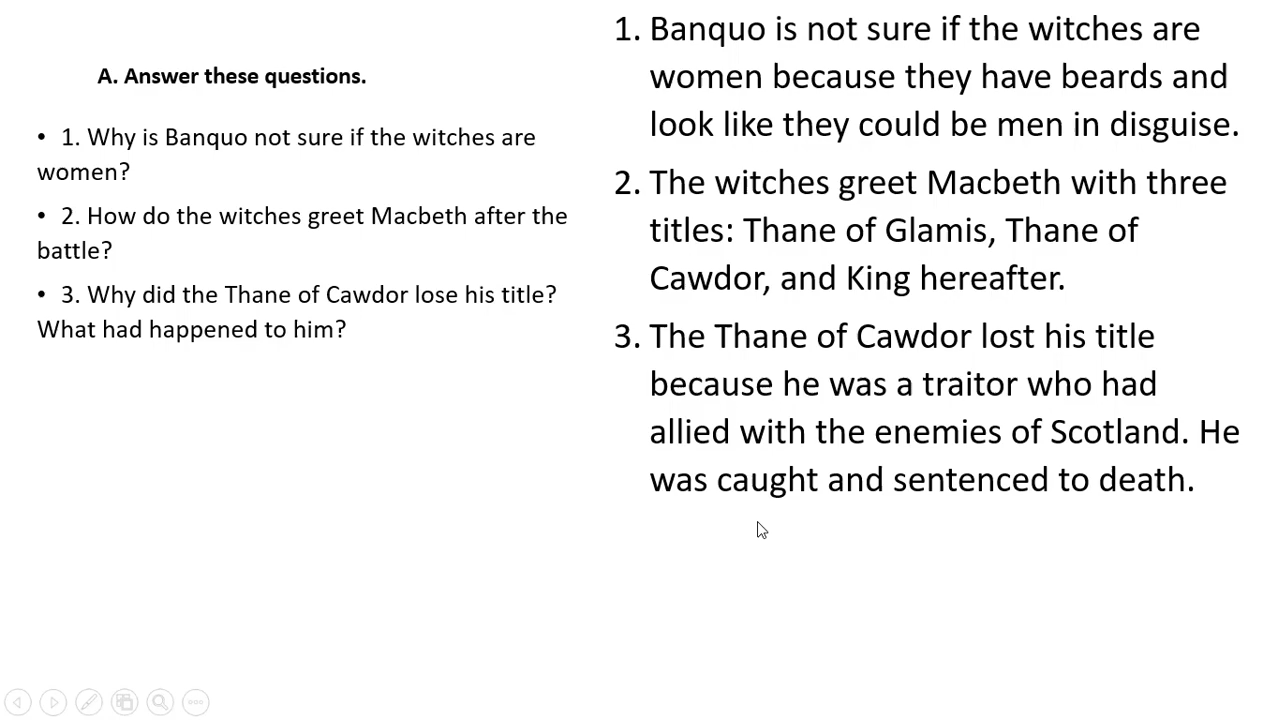 A. Answer these questions.
• 1. Why is Banquo not sure if the witches are
women?
• 2. How do the witches greet Macbeth after the
battle?
• 3. Why did the Thane of Cawdor lose his title?
What had happened to him?
1. Banquo is not sure if the witches are
women because they have beards and
look like they could be men in disguise.
2. The witches greet Macbeth with three
titles: Thane of Glamis, Thane of
Cawdor, and King hereafter.
3. The Thane of Cawdor lost his title
because he was a traitor who had
allied with the enemies of Scotland. He
was caught and sentenced to death.